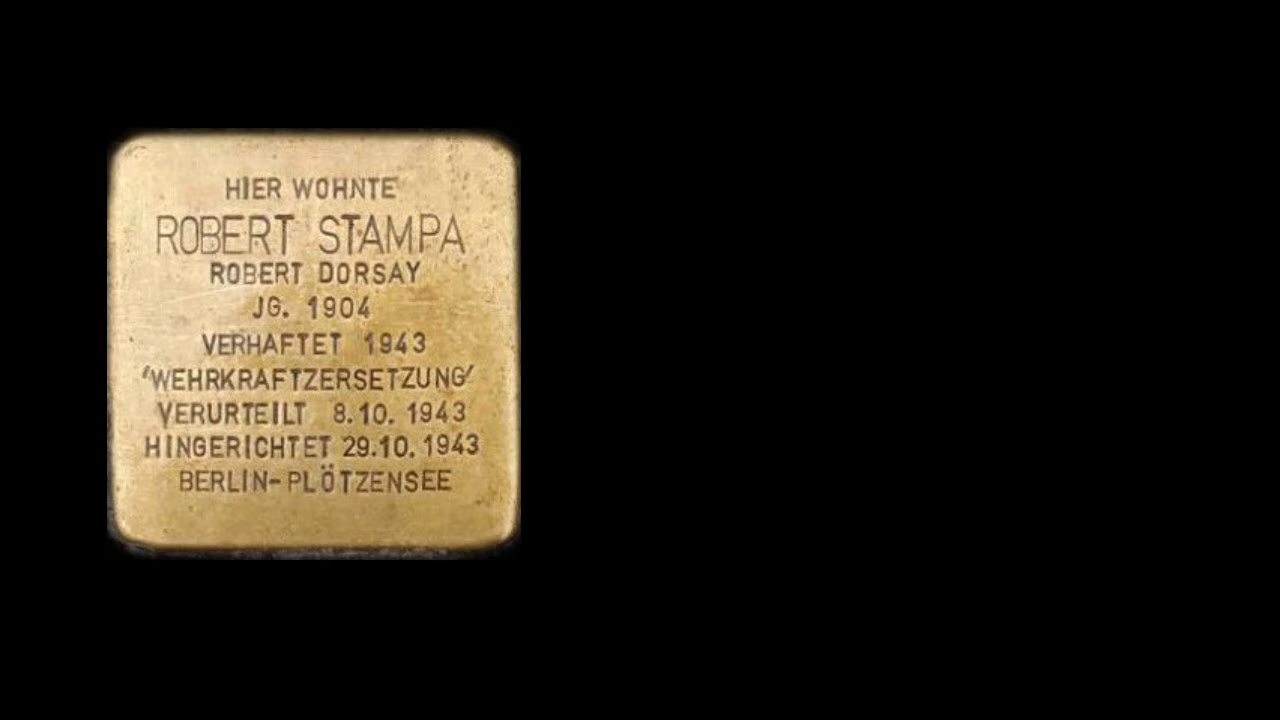 HIER WOHNTE
ROBERT STAMPA
ROBERT DORSAY
JG. 1904
VERHAFTET 1943
'WEHRKRAFTZERSETZUNG'
VERURTEILT 8.10. 1943
HINGERICHTET 29.10.1943
BERLIN-PLÖTZENSEE